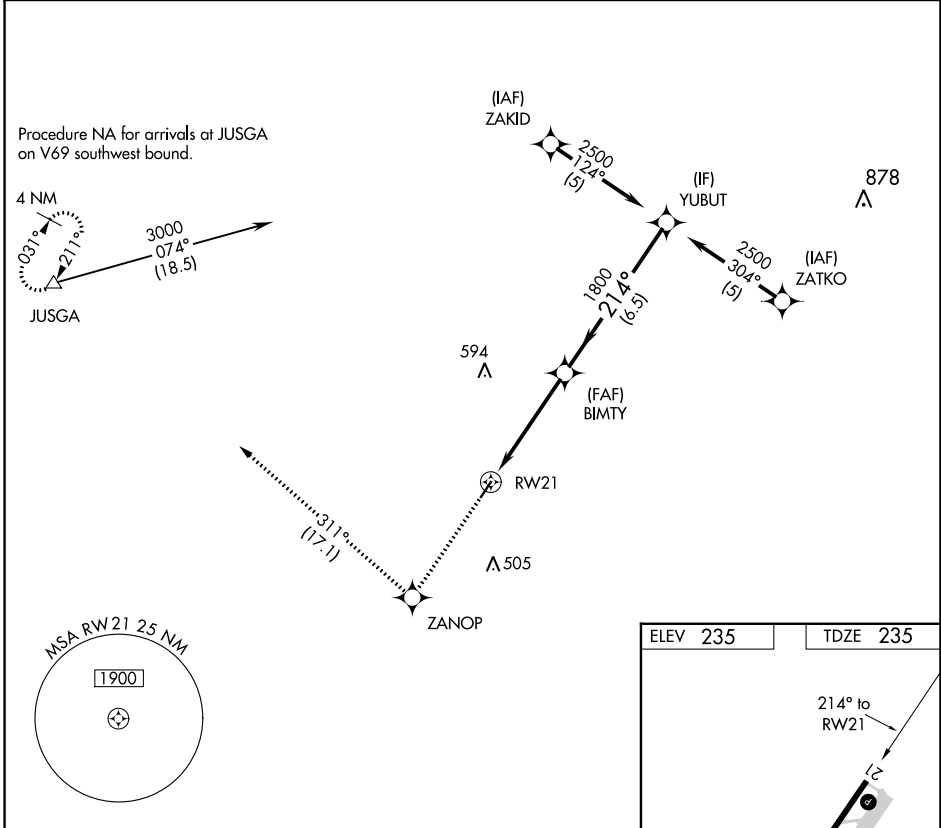 Procedure NA for arrivals at JUSGA
on V69 southwest bound.
4 NM
031°
211°
JUSGA
3000
074°
(18.5)
(IAF)
ZAKID
2500
124°
(5)
(IF)
YUBUT
878
2500
304°
(5)
(IAF)
ZATKO
1800
214°
(6.5)
594
(FAF)
BIMTY
RW21
311°
(17.1)
505
ZANOP
MSA RW21 25 NM
1900
ELEV 235
TDZE 235
214° to
RW21
21
P